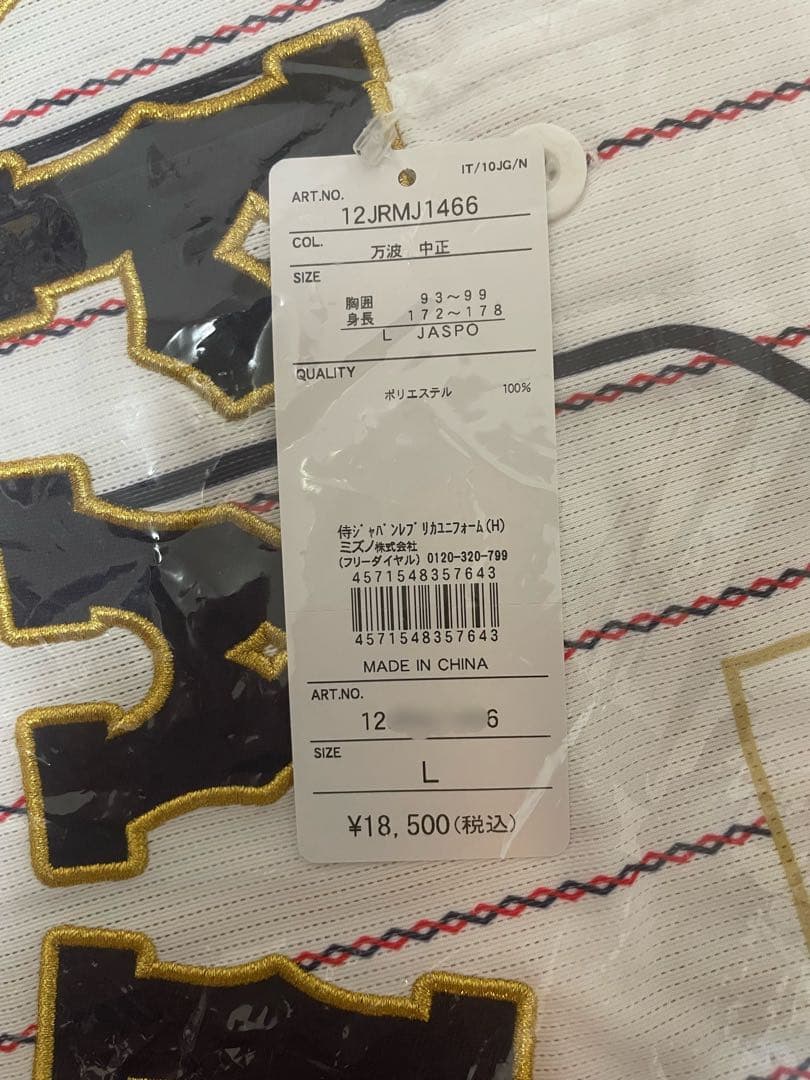 IT/10JG/N
ART.NO.
12JRMJ1466
COL.
万波 中正
SIZE
胸囲 93～99
身長 172～178
L JASPO
QUALITY
ポリエステル 100%
侍ｼﾞｬﾊﾟﾝﾚﾌﾟﾘｶﾕﾆﾌｫｰﾑ(H)
ミズノ株式会社
(フリーダイヤル) 0120-320-799
4571548357643
4571548357643
MADE IN CHINA
ART.NO.
12 6
SIZE
L
¥18,500(税込)